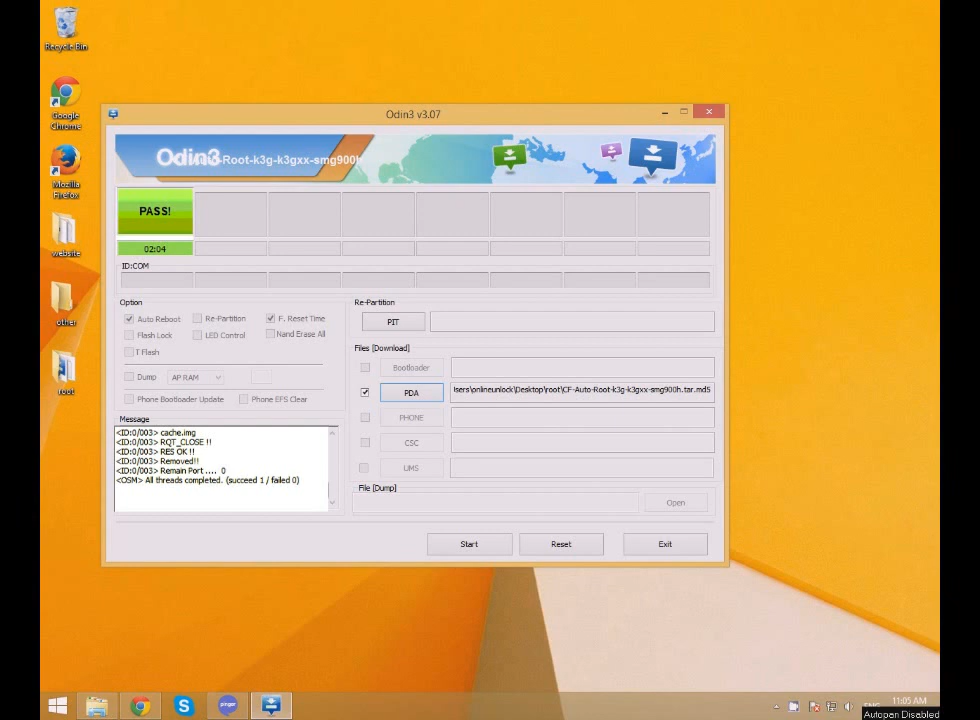 Recycle Bin
Google
Chrome
Mozilla
Firefox
website
other
root
Odin3 v3.07
Odin3
-Root-k3g-k3gxx-smg900h
PASS!
02:04
ID:COM
Option
Auto Reboot
Re-Partition
F. Reset Time
Flash Lock
LED Control
Nand Erase All
T Flash
Dump
AP RAM
Phone Bootloader Update
Phone EFS Clear
Message
<ID:0/003> cache.img
<ID:0/003> RQT_CLOSE !!
<ID:0/003> RES OK !!
<ID:0/003> Removed!!
<ID:0/003> Remain Port .... 0
<OSM> All threads completed. (succeed 1 / failed 0)
Re-Partition
PIT
Files [Download]
Bootloader
PDA
lsers\onlineunlock\Desktop\root\CF-Auto-Root-k3g-k3gxx-smg900h.tar.md5
PHONE
CSC
UMS
File [Dump]
Open
Start
Reset
Exit
pinger
ENG
11:05 AM
Autopan Disabled